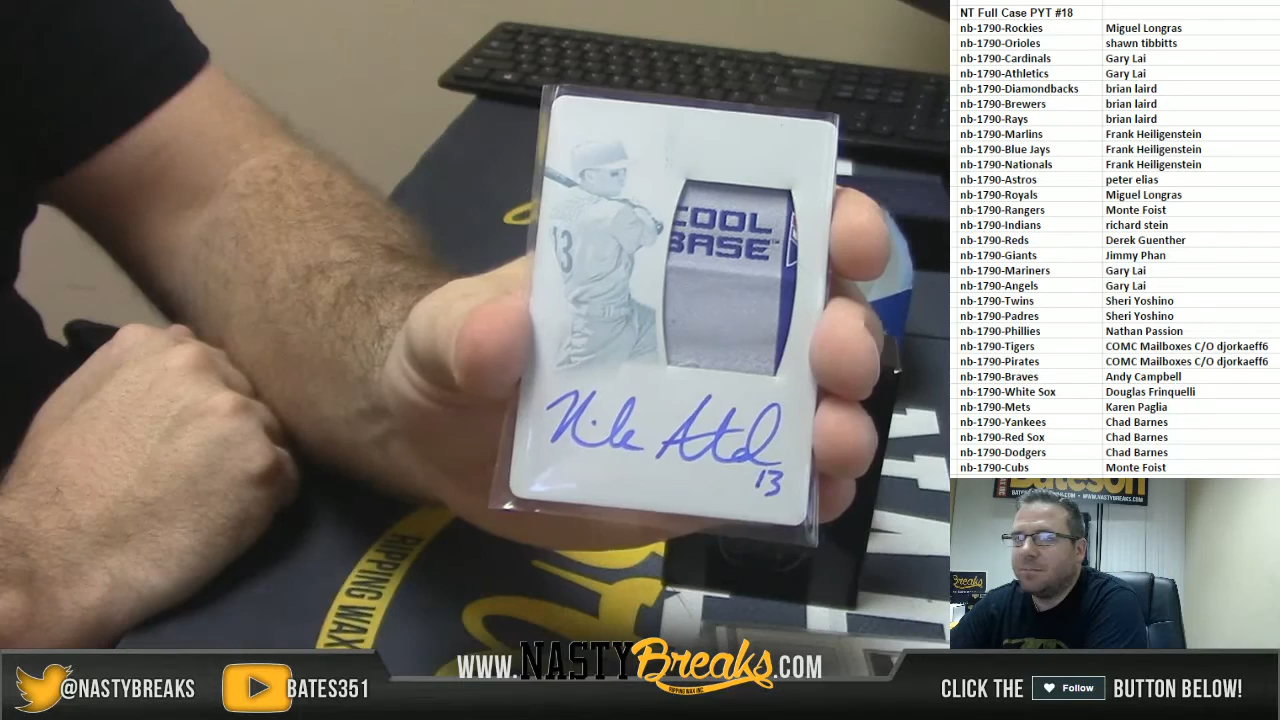 NT Full Case PYT #18
nb-1790-Rockies Miguel Longras
nb-1790-Orioles shawn tibbitts
nb-1790-Cardinals Gary Lai
nb-1790-Athletics Gary Lai
nb-1790-Diamondbacks brian laird
nb-1790-Brewers brian laird
nb-1790-Rays brian laird
nb-1790-Marlins Frank Heiligenstein
nb-1790-Blue Jays Frank Heiligenstein
nb-1790-Nationals Frank Heiligenstein
nb-1790-Astros peter elias
nb-1790-Royals Miguel Longras
nb-1790-Rangers Monte Foist
nb-1790-Indians richard stein
nb-1790-Reds Derek Guenther
nb-1790-Giants Jimmy Phan
nb-1790-Mariners Gary Lai
nb-1790-Angels Gary Lai
nb-1790-Twins Sheri Yoshino
nb-1790-Padres Sheri Yoshino
nb-1790-Phillies Nathan Passion
nb-1790-Tigers COMC Mailboxes C/O djorkaeff6
nb-1790-Pirates COMC Mailboxes C/O djorkaeff6
nb-1790-Braves Andy Campbell
nb-1790-White Sox Douglas Frinquelli
nb-1790-Mets Karen Paglia
nb-1790-Yankees Chad Barnes
nb-1790-Red Sox Chad Barnes
nb-1790-Dodgers Chad Barnes
nb-1790-Cubs Monte Foist
13
COOL
BASE
13
RIPPING WAX
Breaks
@NASTYBREAKS
BATES351
WWW.NASTYBreaks.COM
RIPPING WAX INC
CLICK THE Follow BUTTON BELOW!